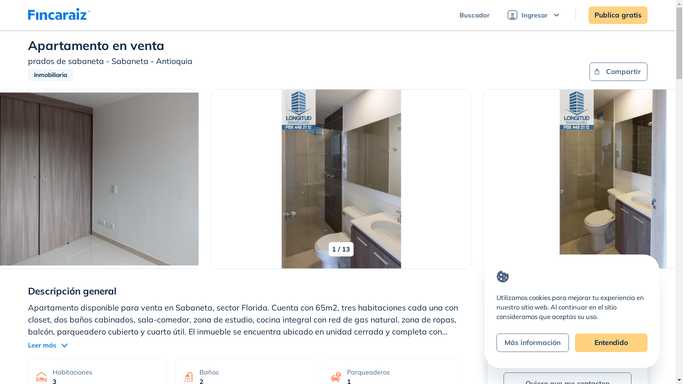 Fincaraiz
Buscador
Ingresar
Publica gratis
Apartamento en venta
prados de sabaneta - Sabaneta - Antioquia
Inmobiliaria
Compartir
LONGITUD
PBX 448 21 12
LONGITUD
PBX 448 21 12
1 / 13
Descripción general
Apartamento disponible para venta en Sabaneta, sector Florida. Cuenta con 65m2, tres habitaciones cada una con
closet, dos baños cabinados, sala-comedor, zona de estudio, cocina integral con red de gas natural, zona de ropas,
balcón, parqueadero cubierto y cuarto útil. El inmueble se encuentra ubicado en unidad cerrada y completa con...
Leer más
Habitaciones
3
Baños
2
Parqueaderos
1
Utilizamos cookies para mejorar tu experiencia en
nuestro sitio web. Al continuar en el sitio
consideramos que aceptas su uso.
Más información
Entendido
Quiero que me contacten